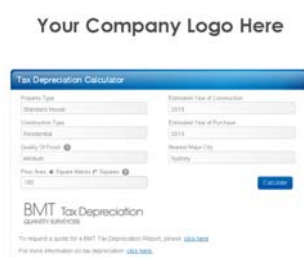 Your Company Logo Here
Tax Depreciation Calculator
Property Type
Estimated Year of Construction
Standard House
2015
Construction Type
Estimated Year of Purchase
Residential
2015
Quality Of Finish
Nearest Major City
Medium
Sydney
Floor Area Square Metres Squares
180
Calculate
BMT Tax Depreciation
QUANTITY SURVEYORS
To request a quote for a BMT Tax Depreciation Report, please click here
For more information on tax depreciation click here.